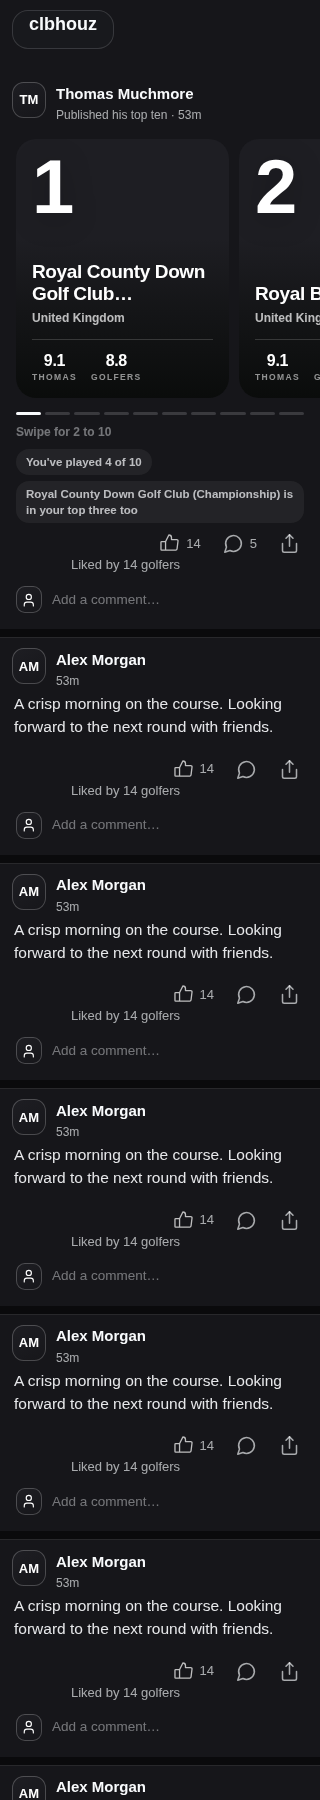 clbhouz
TM
Thomas Muchmore
Published his top ten · 53m
1
Royal County Down
Golf Club…
United Kingdom
9.1
THOMAS
8.8
GOLFERS
2
Royal B
United King
9.1
THOMAS
G
Swipe for 2 to 10
You've played 4 of 10
Royal County Down Golf Club (Championship) is
in your top three too
14
5
Liked by 14 golfers
Add a comment…
AM
Alex Morgan
53m
A crisp morning on the course. Looking
forward to the next round with friends.
14
Liked by 14 golfers
Add a comment…
AM
Alex Morgan
53m
A crisp morning on the course. Looking
forward to the next round with friends.
14
Liked by 14 golfers
Add a comment…
AM
Alex Morgan
53m
A crisp morning on the course. Looking
forward to the next round with friends.
14
Liked by 14 golfers
Add a comment…
AM
Alex Morgan
53m
A crisp morning on the course. Looking
forward to the next round with friends.
14
Liked by 14 golfers
Add a comment…
AM
Alex Morgan
53m
A crisp morning on the course. Looking
forward to the next round with friends.
14
Liked by 14 golfers
Add a comment…
AM
Alex Morgan